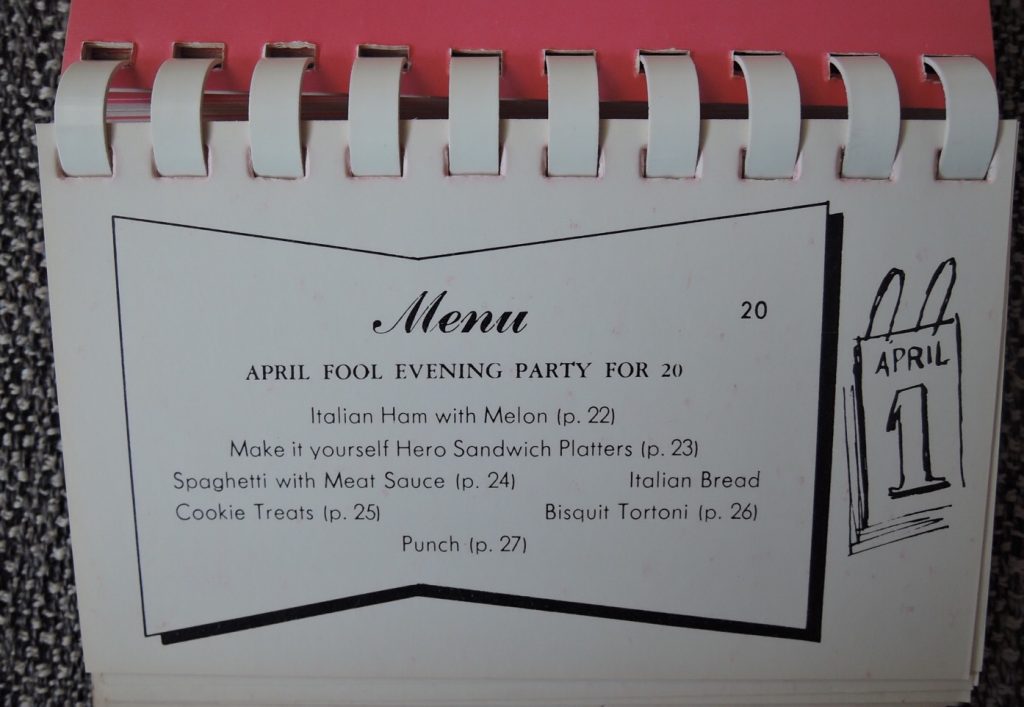 Menu
20
APRIL FOOL EVENING PARTY FOR 20
Italian Ham with Melon (p. 22)
Make it yourself Hero Sandwich Platters (p. 23)
Spaghetti with Meat Sauce (p. 24) Italian Bread
Cookie Treats (p. 25) Bisquit Tortoni (p. 26)
Punch (p. 27)
APRIL
1